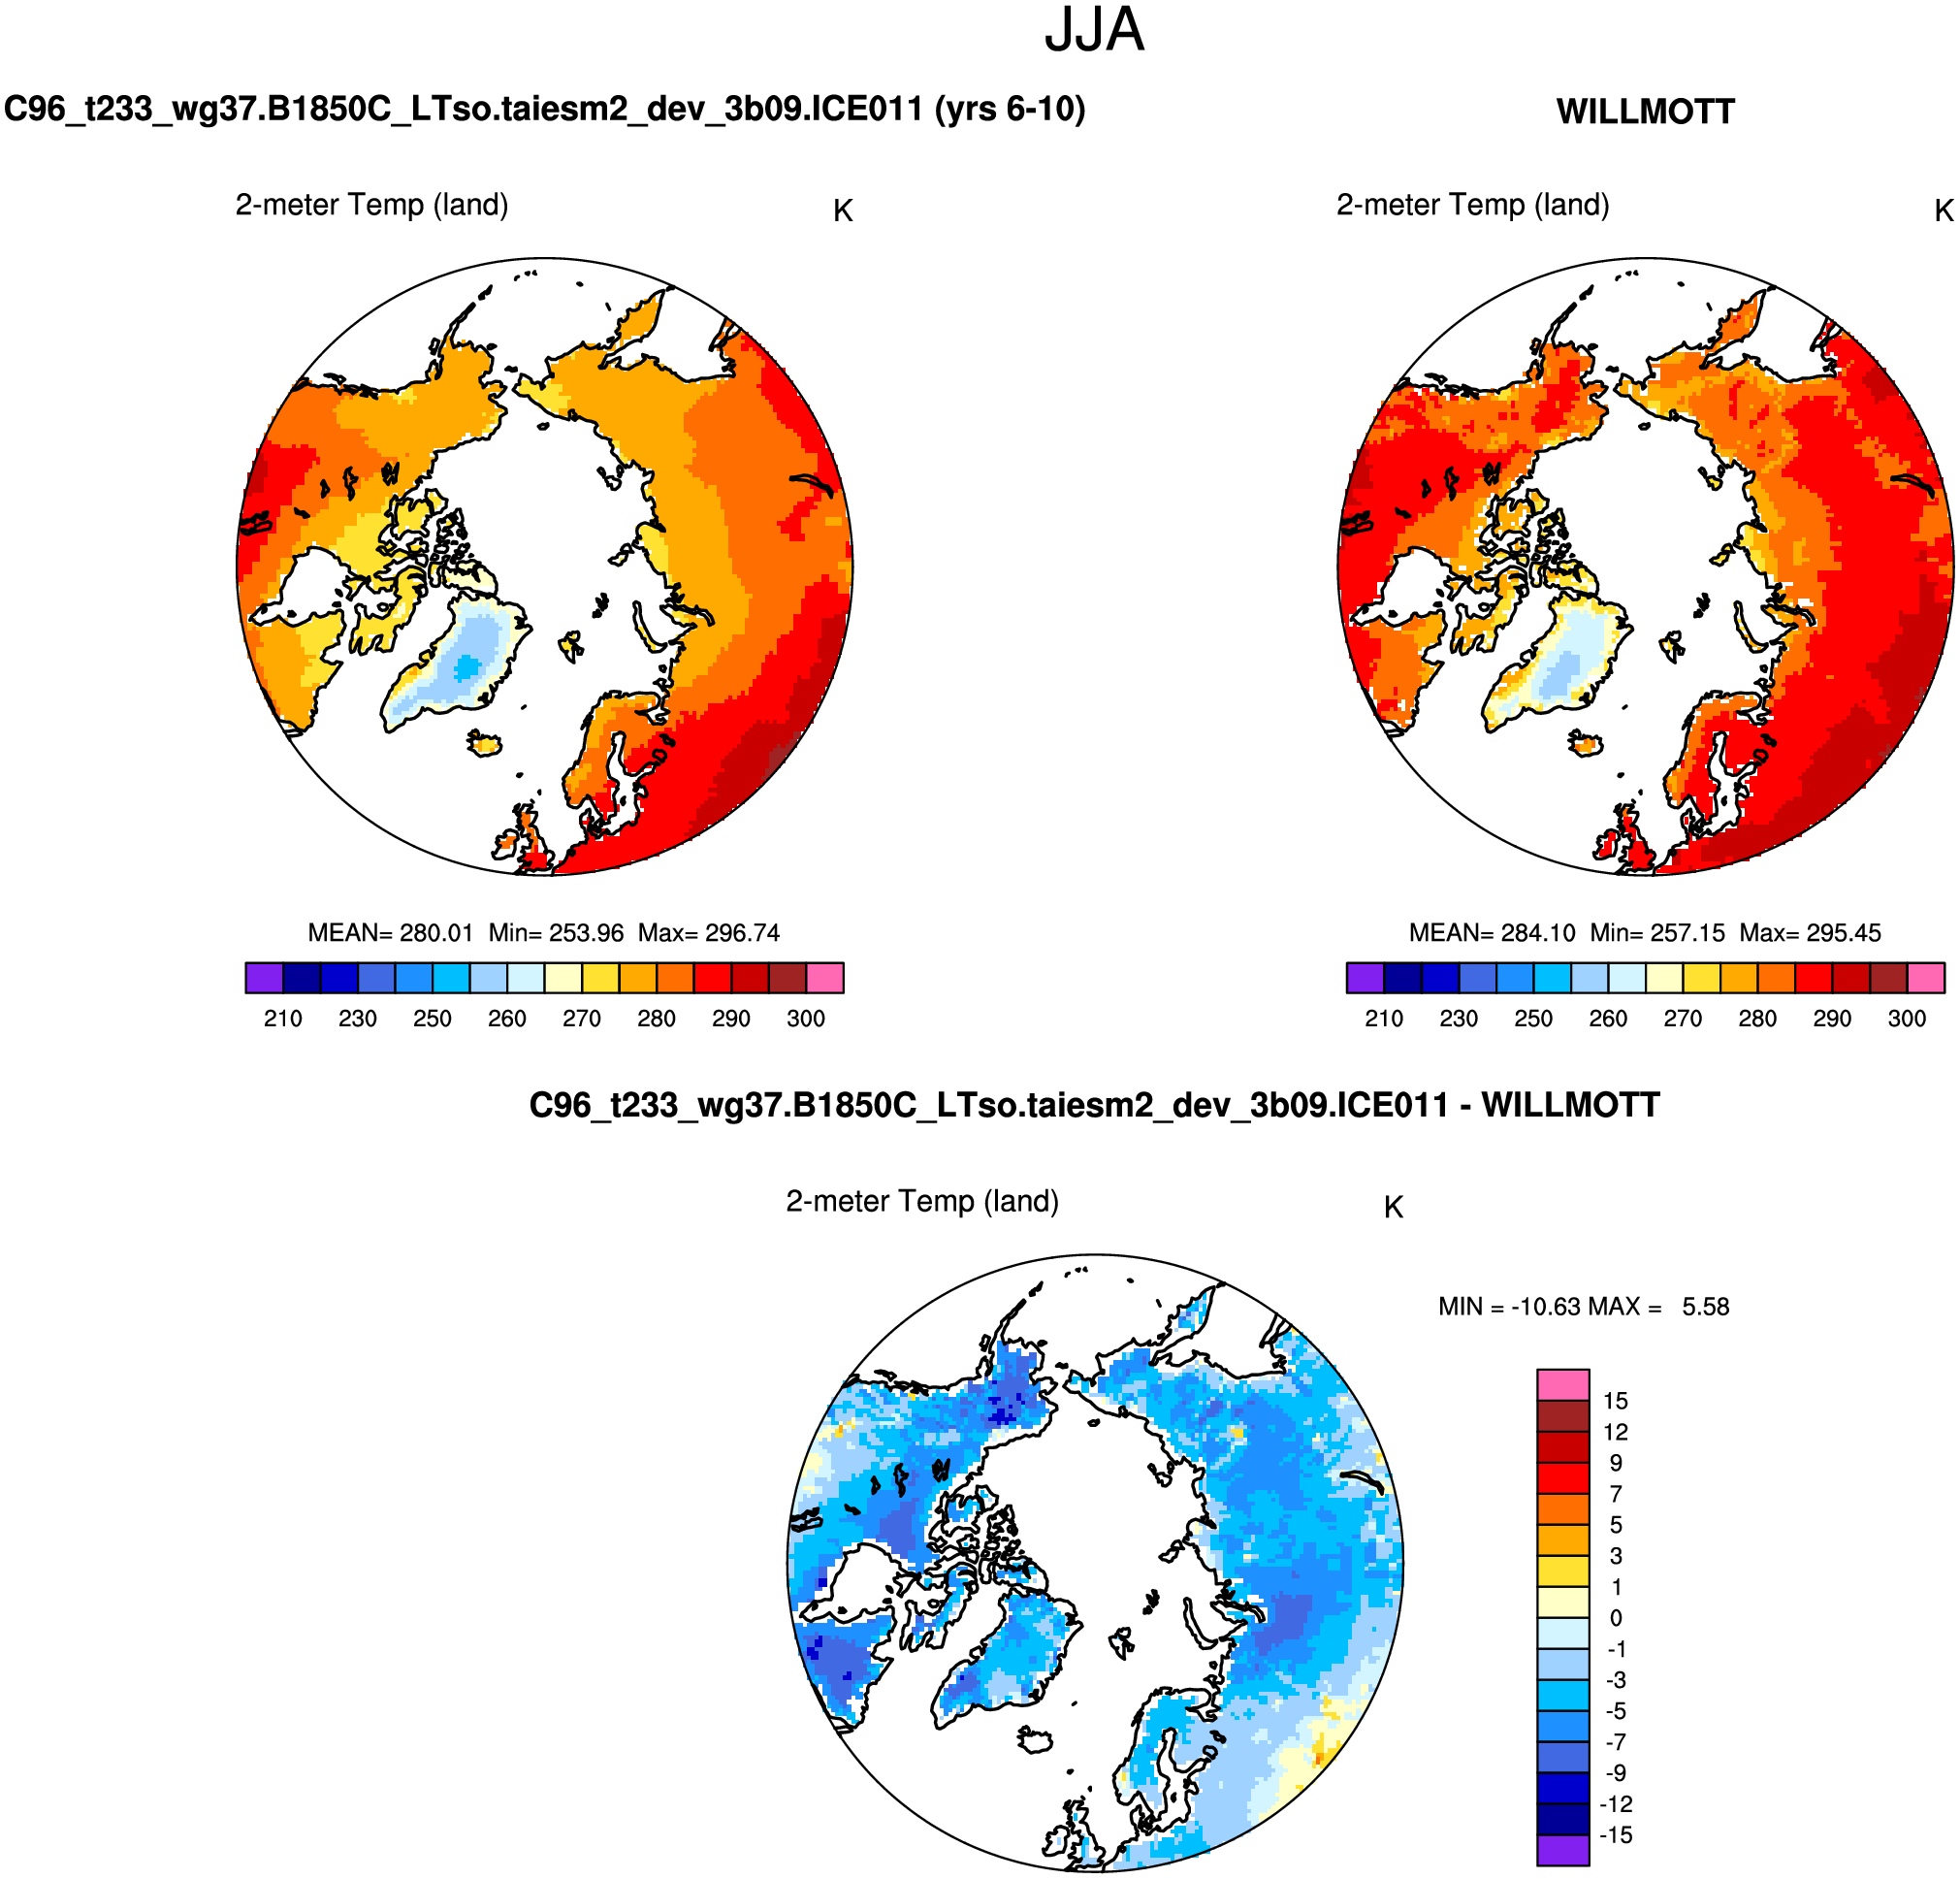 JJA
C96_t233_wg37.B1850C_LTso.taiesm2_dev_3b09.ICE011 (yrs 6-10)
WILLMOTT
2-meter Temp (land) K
2-meter Temp (land) K
MEAN= 280.01 Min= 253.96 Max= 296.74
MEAN= 284.10 Min= 257.15 Max= 295.45
210 230 250 260 270 280 290 300
210 230 250 260 270 280 290 300
C96_t233_wg37.B1850C_LTso.taiesm2_dev_3b09.ICE011 - WILLMOTT
2-meter Temp (land) K
MIN = -10.63 MAX = 5.58
15
12
9
7
5
3
1
0
-1
-3
-5
-7
-9
-12
-15